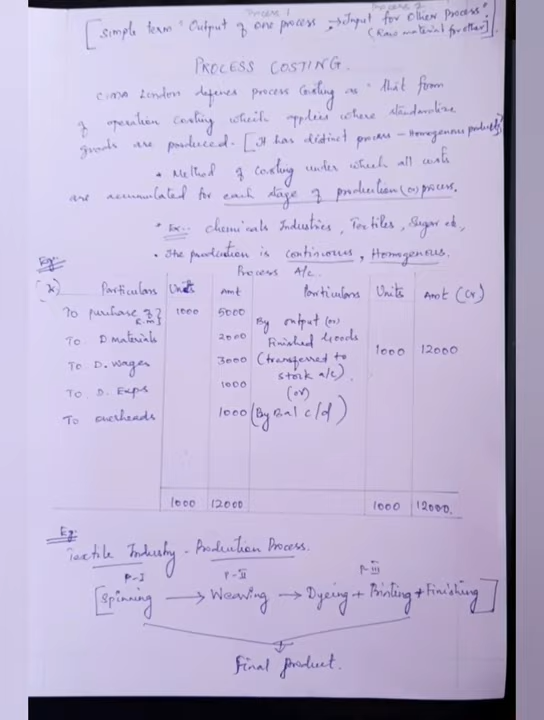 Process 1 Process 2
[Simple term "Output of one process → Input for Other Process"
(Raw material for other)].
PROCESS COSTING.
CIMA London defines process Costing as "that form
of operation Costing which applies where standardise
goods are produced. [It has distinct process - Homogenous products]
• Method of Costing under which all costs
are accumulated for each stage of production (or) process.
• Ex.. chemicals Industries, Textiles, Sugar etc,
• The production is continuous, Homogenous.
Eg:
Process A/c.
Particulars Units Amt Particulars Units Amt (Cr)
To purchase of R.m] 1000 5000
By output (or)
To D. materials 2000 Finished Goods
1000 12000
To D. wages 3000 (transferred to
stock a/c).
To D. Exps 1000 (or)
To overheads 1000 (By Bal c/d)
1000 12000 1000 12000.
Eg:
Textile Industry - Production Process.
P-I P-II P-III
[Spinning → Weaving → Dyeing + Printing + Finishing]
Final product.